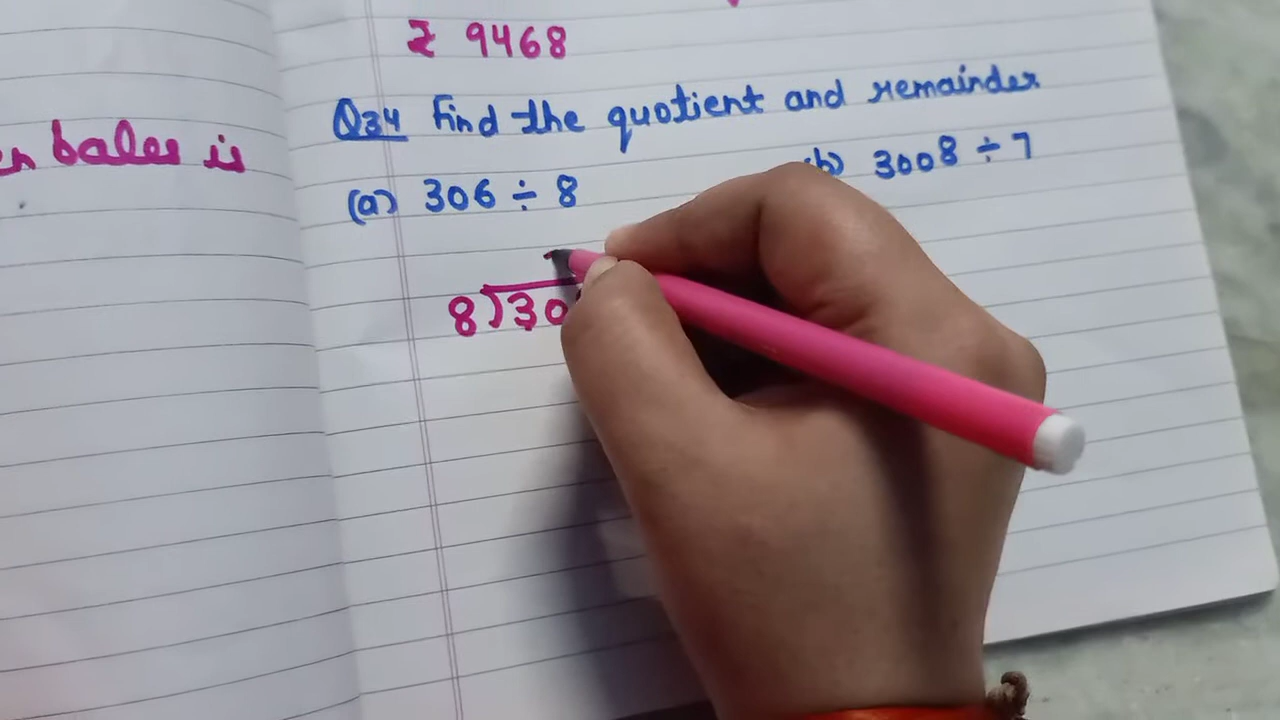 ₹ 9468
Q34 Find the quotient and remainder
bales is
(a) 306 ÷ 8
(b) 3008 ÷ 7
8)30